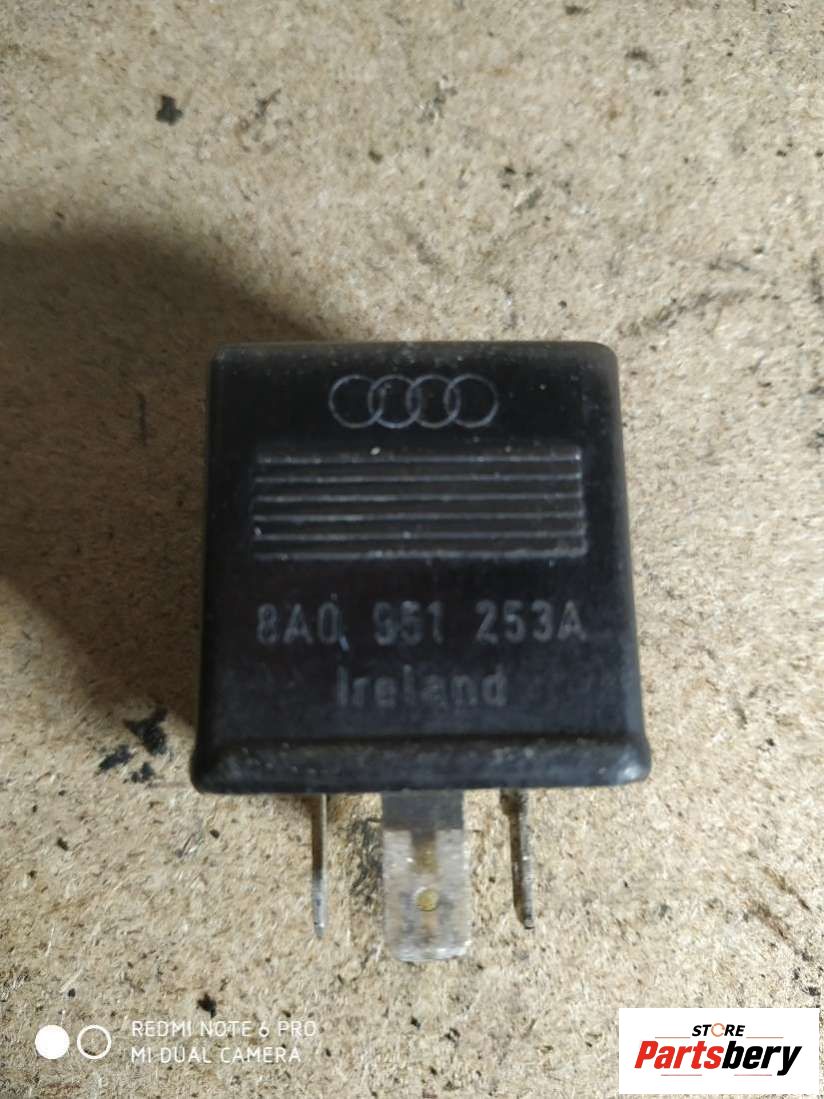 8A0 951 253A
Ireland
REDMI NOTE 6 PRO
MI DUAL CAMERA
STORE
Partsbery